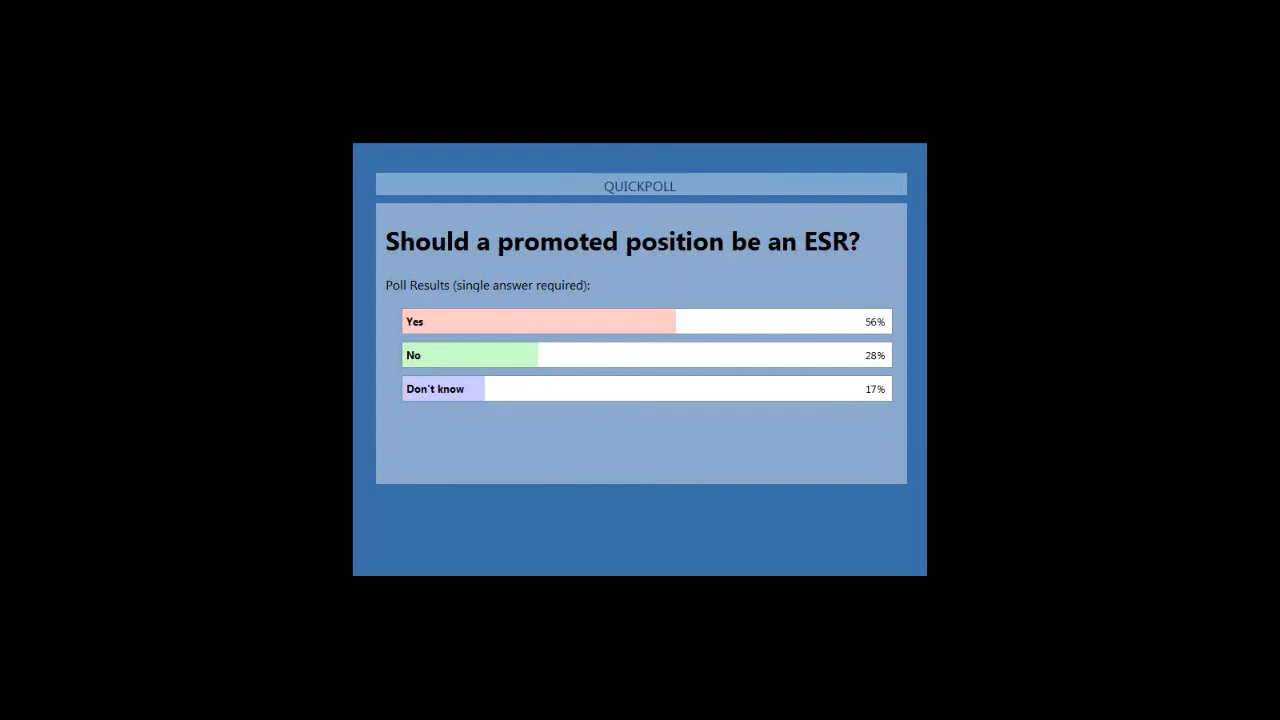 QUICKPOLL
Should a promoted position be an ESR?
Poll Results (single answer required):
Yes 56%
No 28%
Don't know 17%